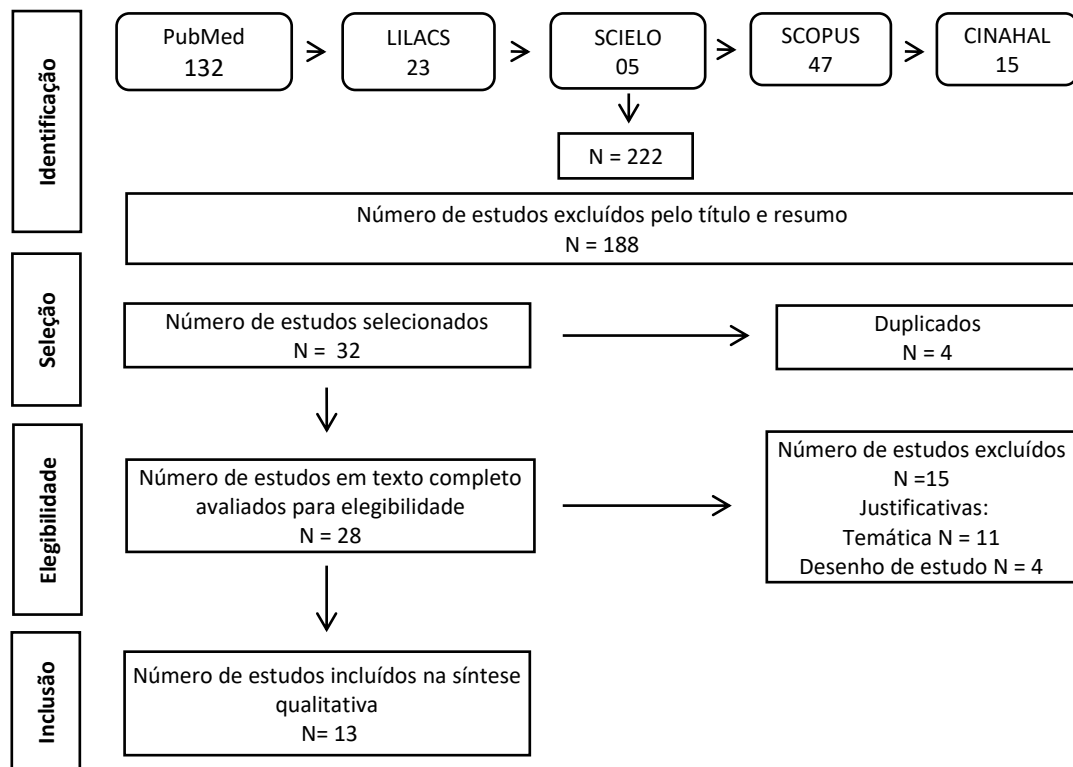 Identificação
PubMed
132
LILACS
23
SCIELO
05
SCOPUS
47
CINAHAL
15
N = 222
Número de estudos excluídos pelo título e resumo
N = 188
Seleção
Número de estudos selecionados
N = 32
Duplicados
N = 4
Elegibilidade
Número de estudos em texto completo
avaliados para elegibilidade
N = 28
Número de estudos excluídos
N =15
Justificativas:
Temática N = 11
Desenho de estudo N = 4
Inclusão
Número de estudos incluídos na síntese
qualitativa
N= 13